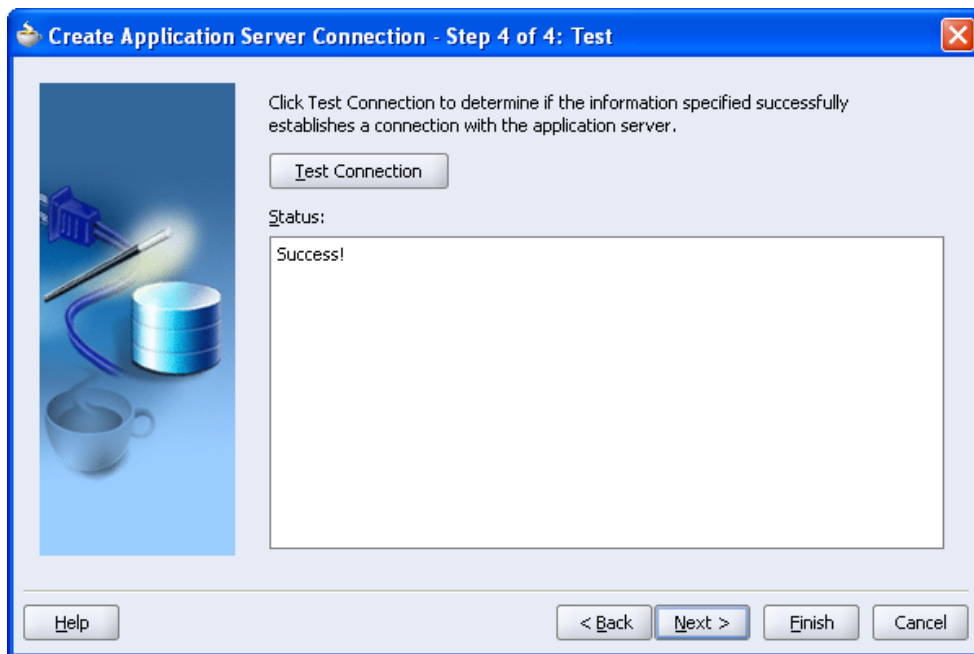 Create Application Server Connection - Step 4 of 4: Test
Click Test Connection to determine if the information specified successfully
establishes a connection with the application server.
Test Connection
Status:
Success!
Help
< Back
Next >
Finish
Cancel